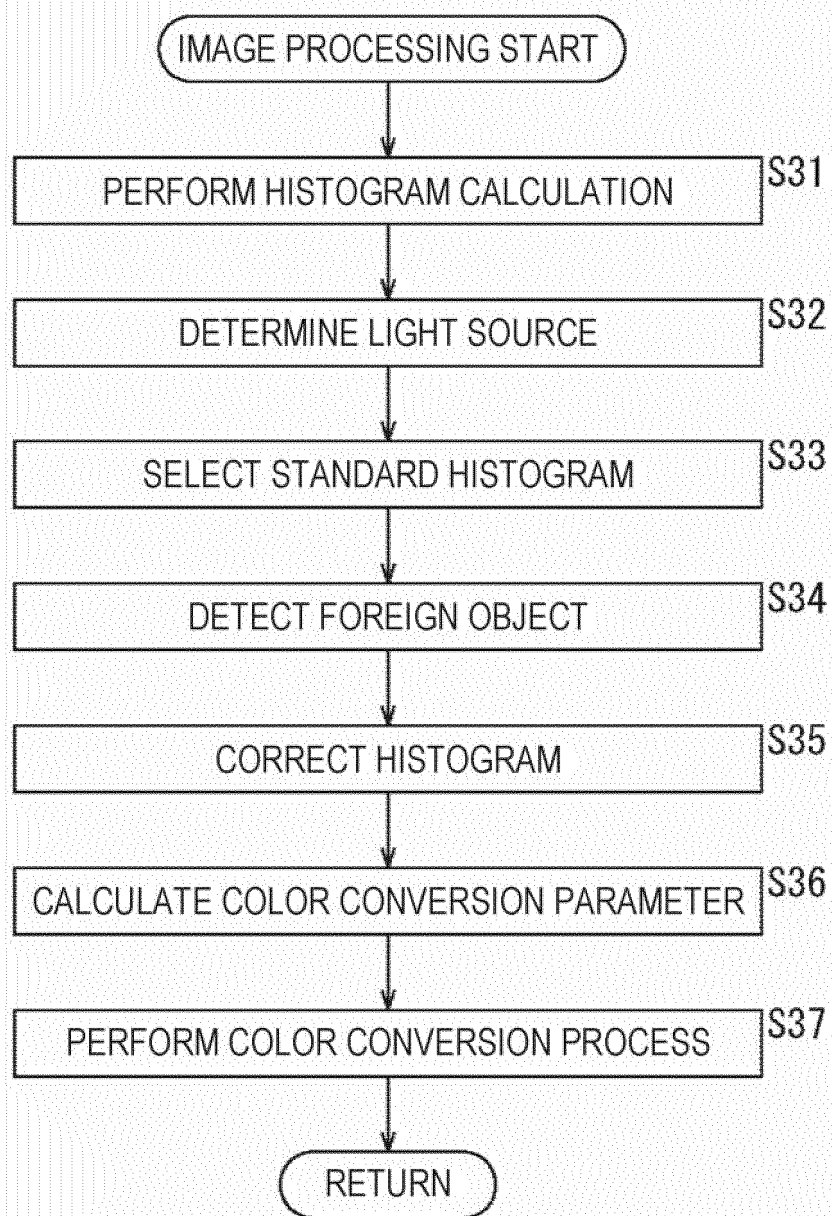 IMAGE PROCESSING START
S31
PERFORM HISTOGRAM CALCULATION
S32
DETERMINE LIGHT SOURCE
S33
SELECT STANDARD HISTOGRAM
S34
DETECT FOREIGN OBJECT
S35
CORRECT HISTOGRAM
S36
CALCULATE COLOR CONVERSION PARAMETER
S37
PERFORM COLOR CONVERSION PROCESS
RETURN